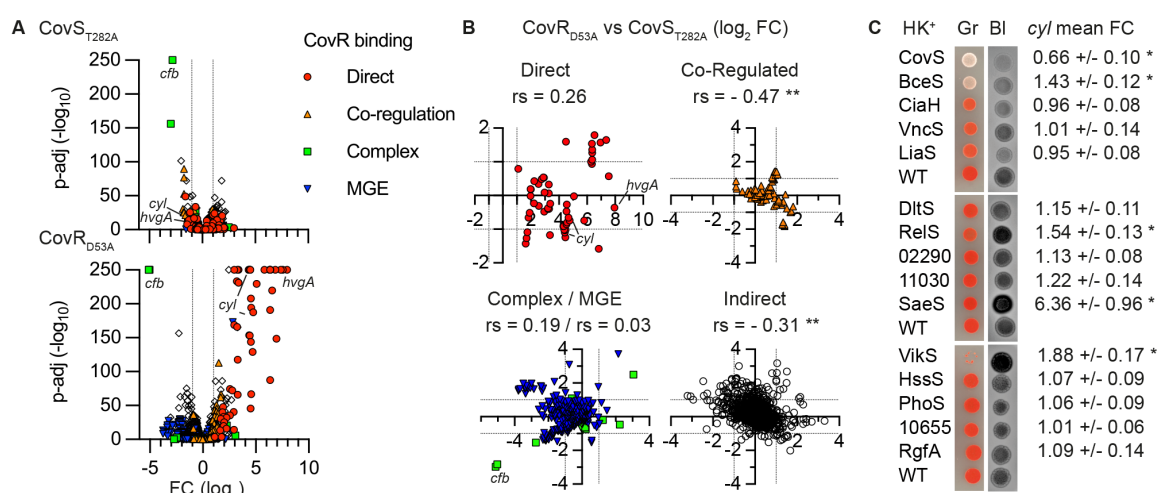 A
CovS_T282A
CovR binding
Direct
Co-regulation
Complex
MGE
p-adj (-log10)
250
200
150
100
50
0
cfb
cyl
hvgA
CovR_D53A
p-adj (-log10)
250
200
150
100
50
0
cfb
cyl
hvgA
-5
0
5
10
B
CovR_D53A vs CovS_T282A (log2 FC)
Direct
rs = 0.26
2
-2
-2
2
4
6
8
10
hvgA
cyl
Co-Regulated
rs = - 0.47 **
4
2
-2
-4
-4
-2
2
4
Complex / MGE
rs = 0.19 / rs = 0.03
4
2
-2
-4
-4
4
cfb
Indirect
rs = - 0.31 **
4
2
-2
-4
-4
-2
2
4
C
HK+ Gr Bl cyl mean FC
CovS 0.66 +/- 0.10 *
BceS 1.43 +/- 0.12 *
CiaH 0.96 +/- 0.08
VncS 1.01 +/- 0.14
LiaS 0.95 +/- 0.08
WT
DltS 1.15 +/- 0.11
RelS 1.54 +/- 0.13 *
02290 1.13 +/- 0.08
11030 1.22 +/- 0.14
SaeS 6.36 +/- 0.96 *
WT
VikS 1.88 +/- 0.17 *
HssS 1.07 +/- 0.09
PhoS 1.06 +/- 0.09
10655 1.01 +/- 0.06
RgfA 1.09 +/- 0.14
WT